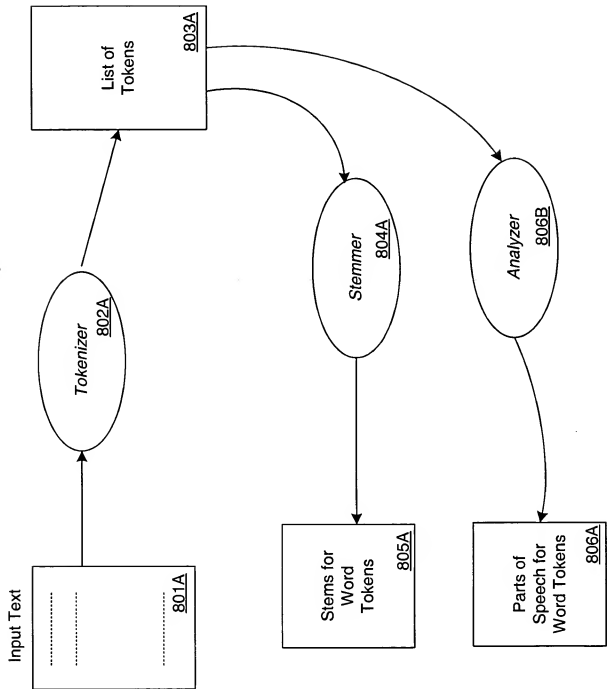 Input Text
801A
Tokenizer
802A
List of
Tokens
803A
Stemmer
804A
Stems for
Word
Tokens
805A
Analyzer
806B
Parts of
Speech for
Word Tokens
806A